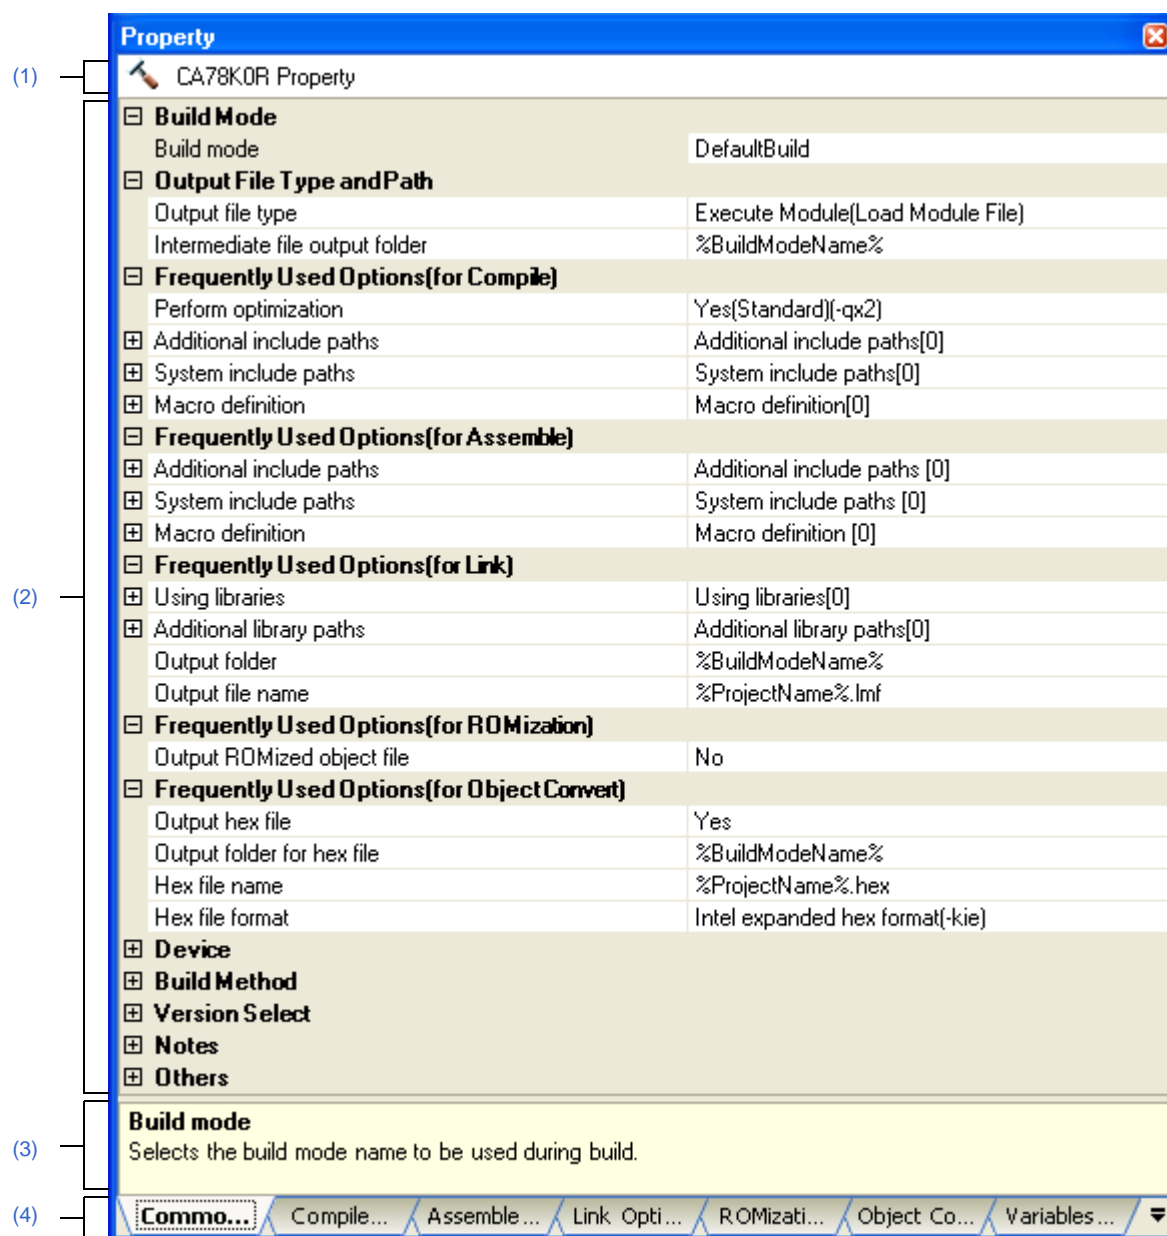 Property
(1)
CA78K0R Property
Build Mode
Build mode DefaultBuild
Output File Type and Path
Output file type Execute Module(Load Module File)
Intermediate file output folder %BuildModeName%
Frequently Used Options(for Compile)
Perform optimization Yes(Standard)(-qx2)
Additional include paths Additional include paths[0]
System include paths System include paths[0]
Macro definition Macro definition[0]
Frequently Used Options(for Assemble)
Additional include paths Additional include paths [0]
System include paths System include paths [0]
Macro definition Macro definition [0]
Frequently Used Options(for Link)
(2)
Using libraries Using libraries[0]
Additional library paths Additional library paths[0]
Output folder %BuildModeName%
Output file name %ProjectName%.lmf
Frequently Used Options(for ROMization)
Output ROMized object file No
Frequently Used Options(for Object Convert)
Output hex file Yes
Output folder for hex file %BuildModeName%
Hex file name %ProjectName%.hex
Hex file format Intel expanded hex format(-kie)
Device
Build Method
Version Select
Notes
Others
Build mode
(3)
Selects the build mode name to be used during build.
(4)
Commo... Compile... Assemble... Link Opti... ROMizati... Object Co... Variables...